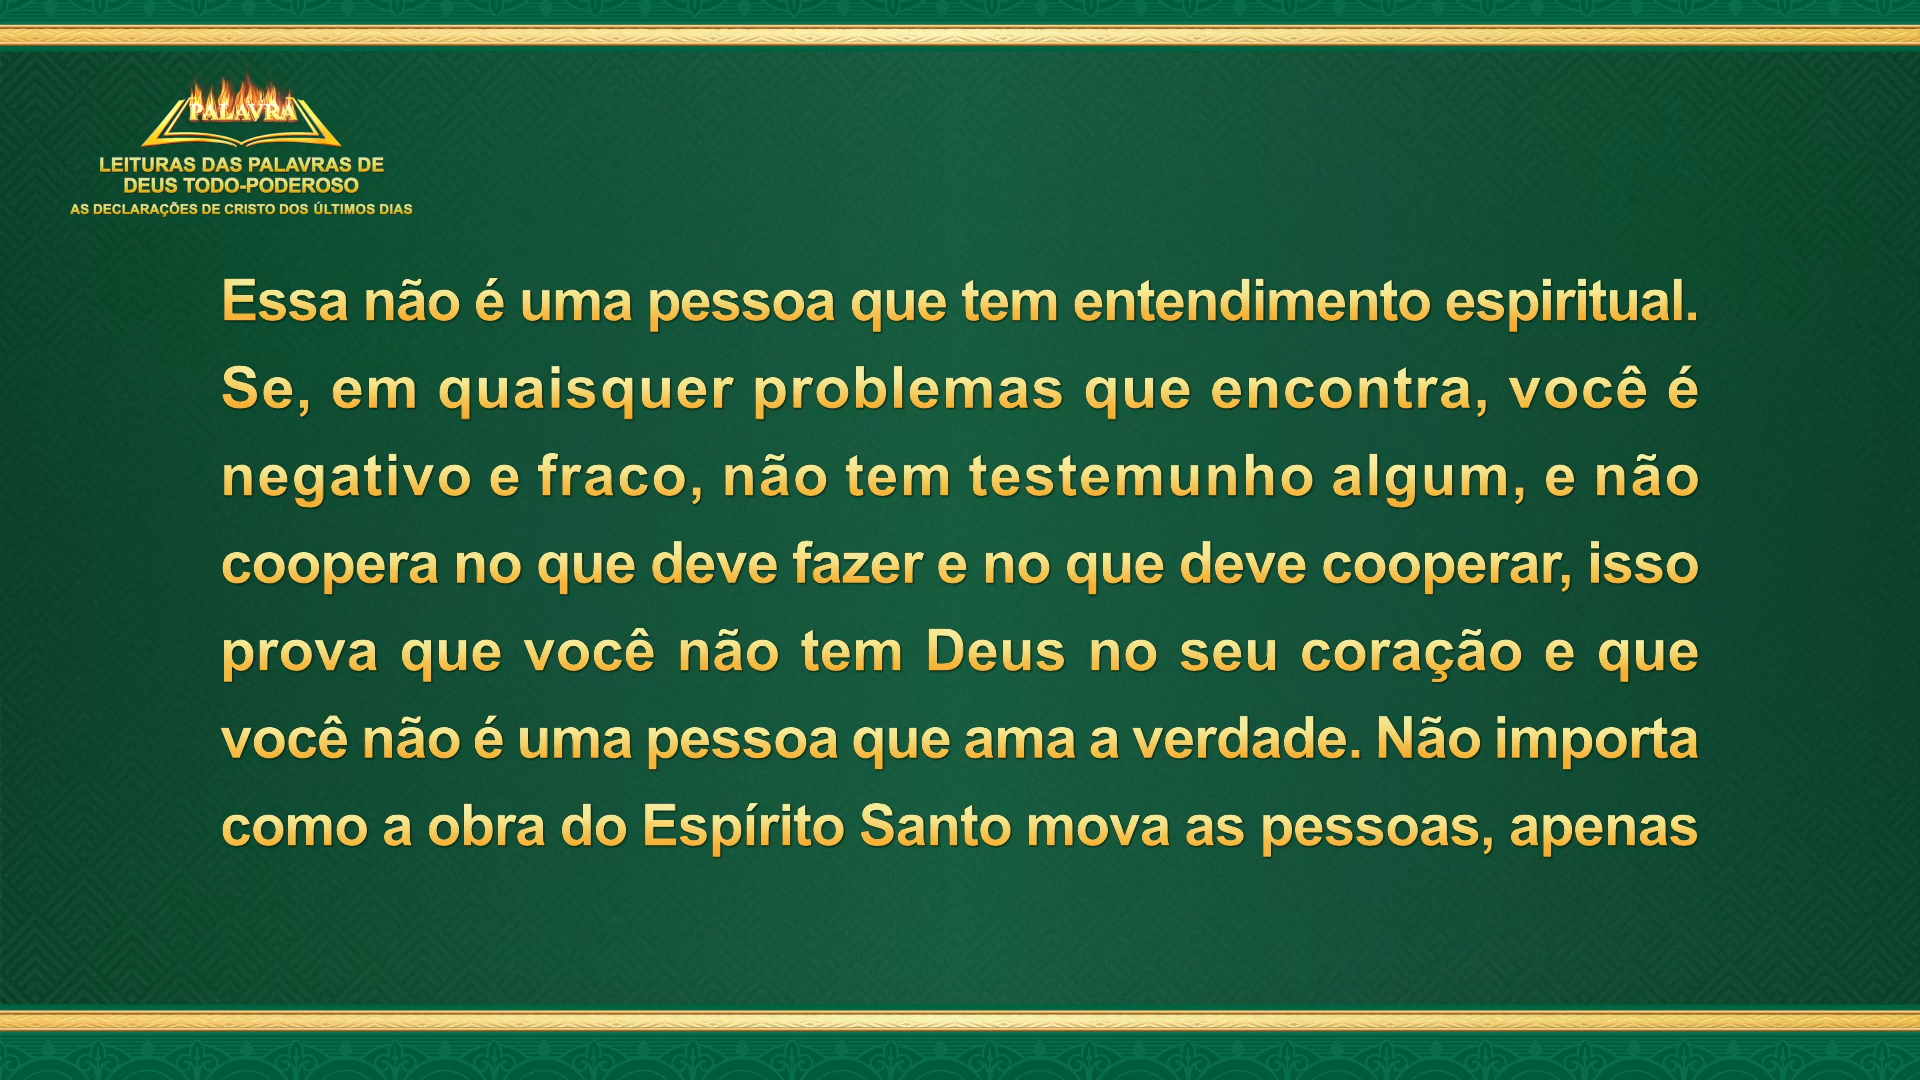 PALAVRA
LEITURAS DAS PALAVRAS DE
DEUS TODO-PODEROSO
AS DECLARAÇÕES DE CRISTO DOS ÚLTIMOS DIAS
Essa não é uma pessoa que tem entendimento espiritual.
Se, em quaisquer problemas que encontra, você é
negativo e fraco, não tem testemunho algum, e não
coopera no que deve fazer e no que deve cooperar, isso
prova que você não tem Deus no seu coração e que
você não é uma pessoa que ama a verdade. Não importa
como a obra do Espírito Santo mova as pessoas, apenas